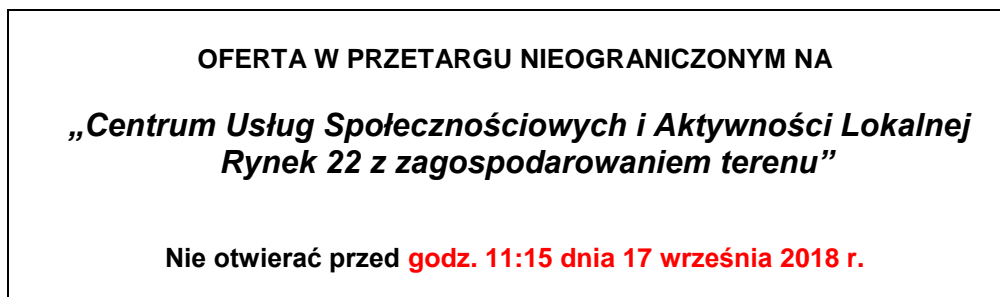 OFERTA W PRZETARGU NIEOGRANICZONYM NA
„Centrum Usług Społecznościowych i Aktywności Lokalnej
Rynek 22 z zagospodarowaniem terenu”
Nie otwierać przed godz. 11:15 dnia 17 września 2018 r.